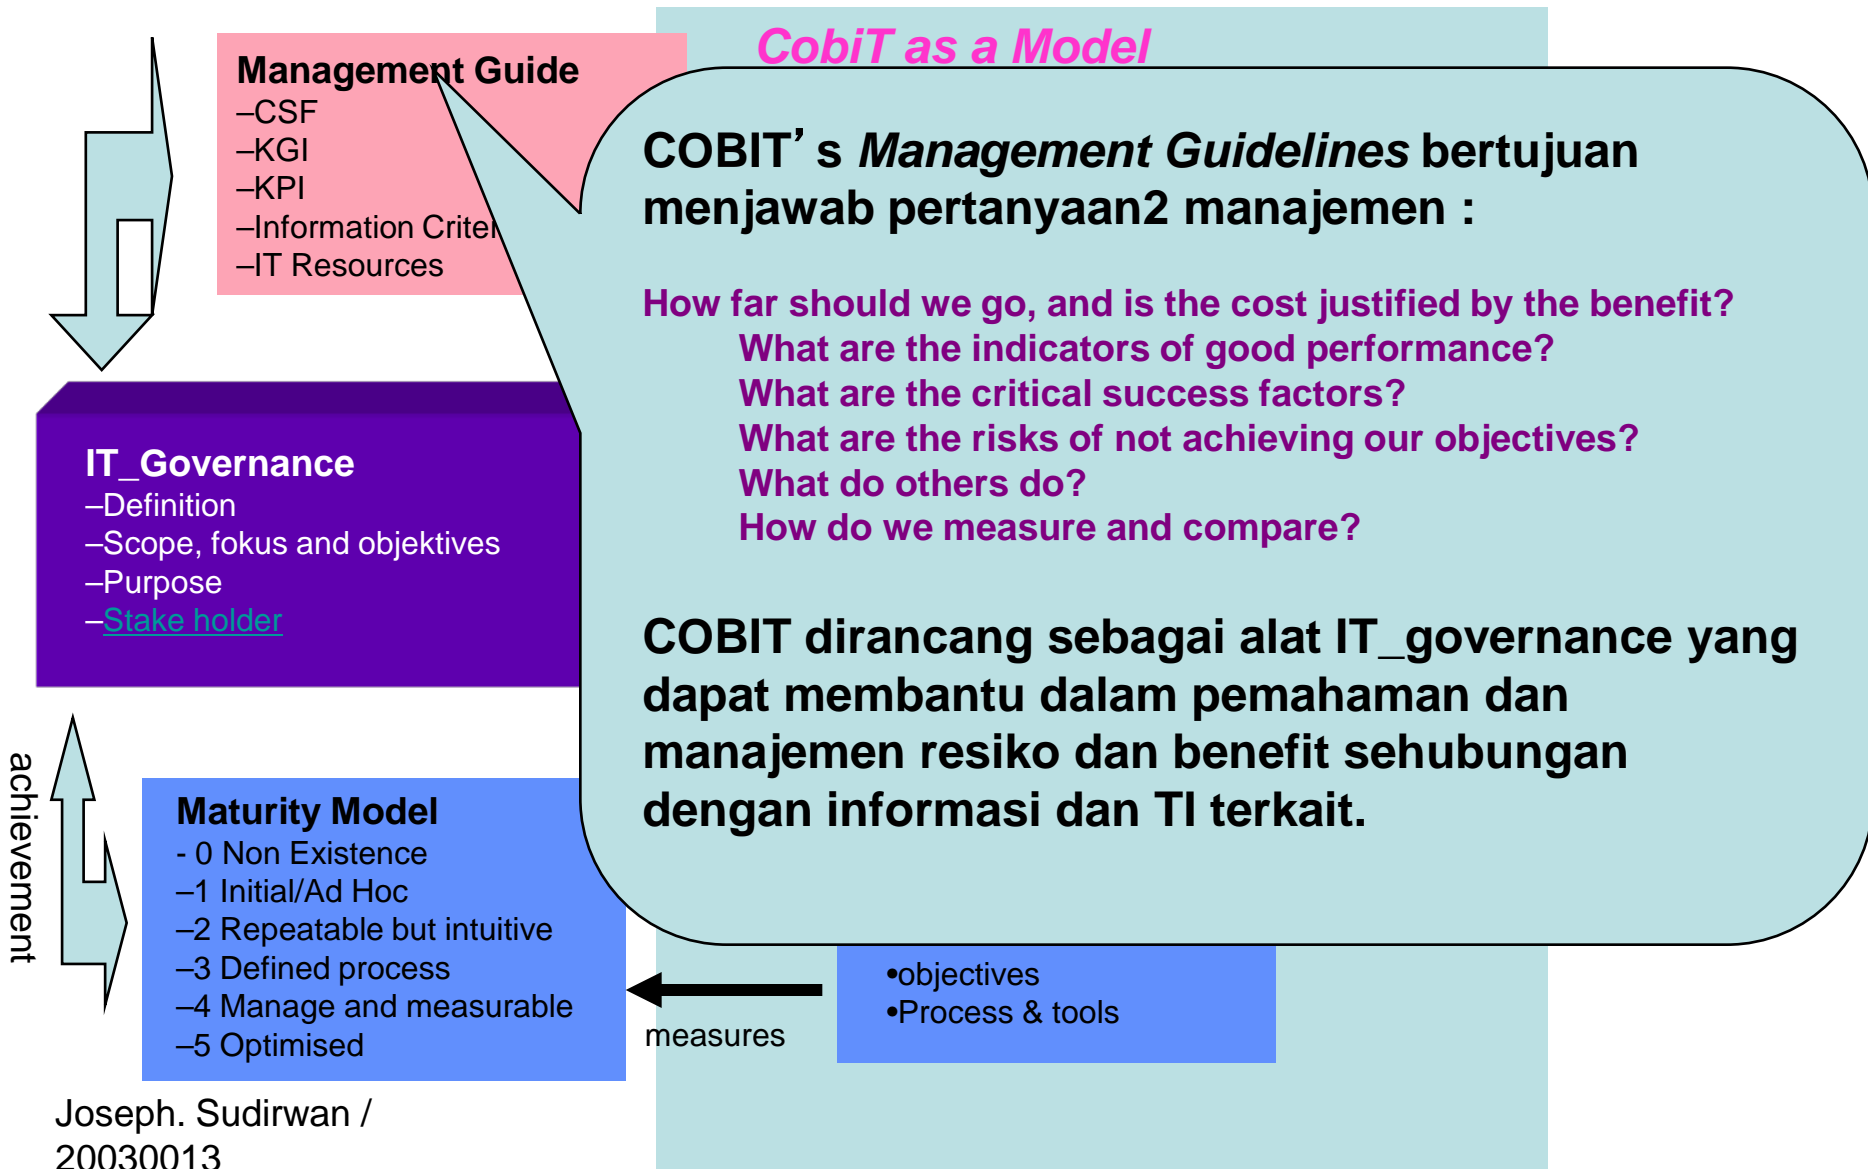 CobiT as a Model
Management Guide
–CSF
–KGI
–KPI
–Information Criter
–IT Resources
COBIT’ s Management Guidelines bertujuan
menjawab pertanyaan2 manajemen :
How far should we go, and is the cost justified by the benefit?
What are the indicators of good performance?
What are the critical success factors?
What are the risks of not achieving our objectives?
What do others do?
How do we measure and compare?
COBIT dirancang sebagai alat IT_governance yang
dapat membantu dalam pemahaman dan
manajemen resiko dan benefit sehubungan
dengan informasi dan TI terkait.
IT_Governance
–Definition
–Scope, fokus and objektives
–Purpose
–Stake holder
achievement
Maturity Model
- 0 Non Existence
–1 Initial/Ad Hoc
–2 Repeatable but intuitive
–3 Defined process
–4 Manage and measurable
–5 Optimised
measures
•objectives
•Process & tools
Joseph. Sudirwan /
20030013